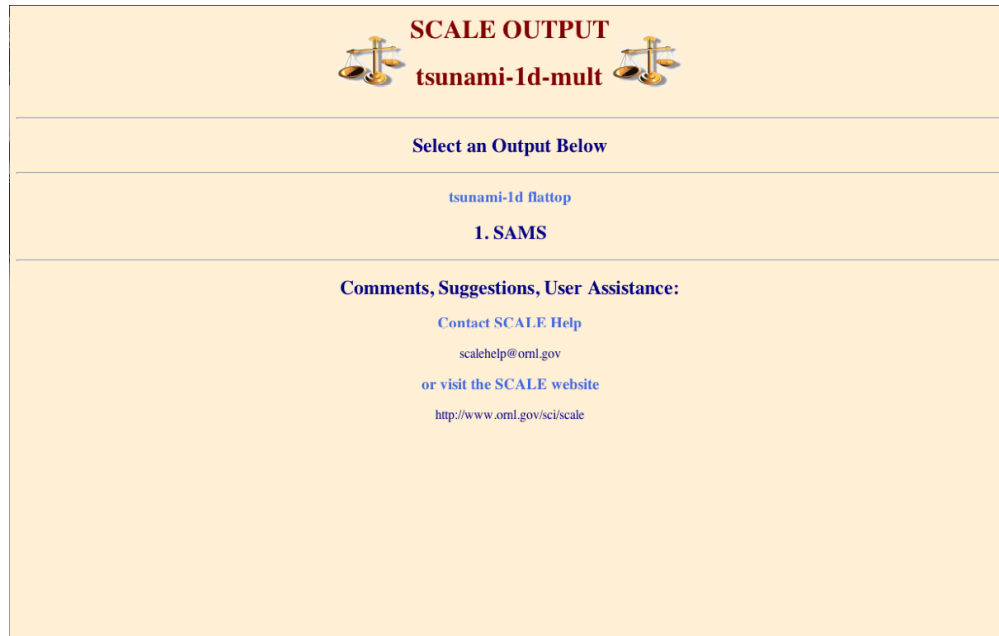 SCALE OUTPUT
tsunami-1d-mult
Select an Output Below
tsunami-1d flattop
1. SAMS
Comments, Suggestions, User Assistance:
Contact SCALE Help
scalehelp@ornl.gov
or visit the SCALE website
http://www.ornl.gov/sci/scale